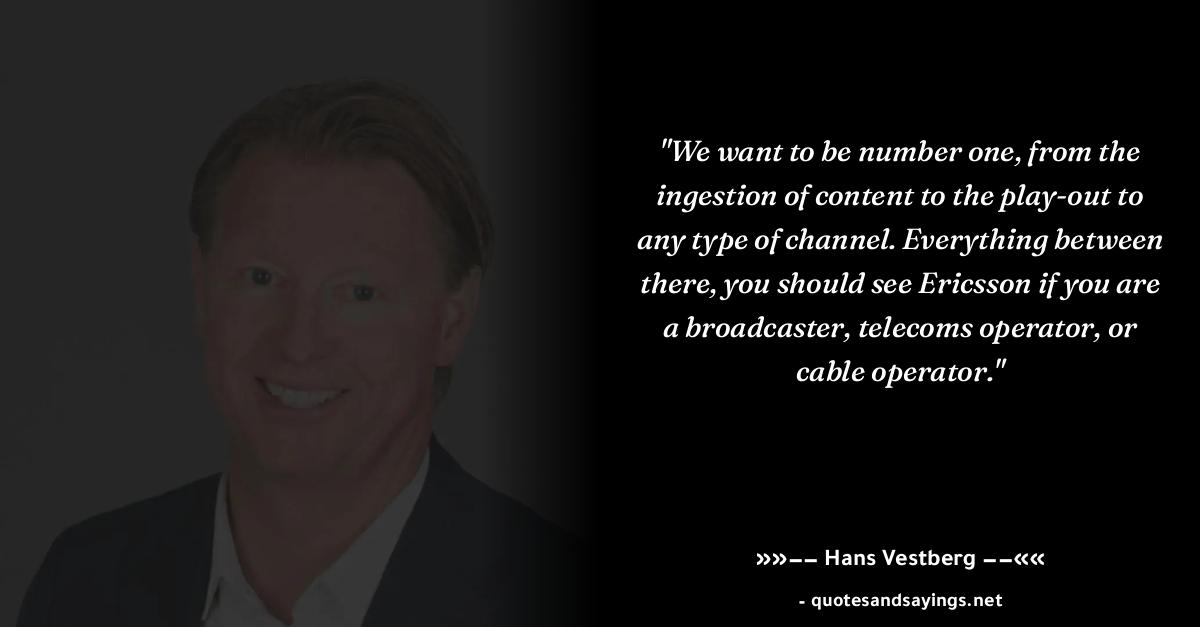 "We want to be number one, from the
ingestion of content to the play-out to
any type of channel. Everything between
there, you should see Ericsson if you are
a broadcaster, telecoms operator, or
cable operator."
»»−− Hans Vestberg −−««
- quotesandsayings.net